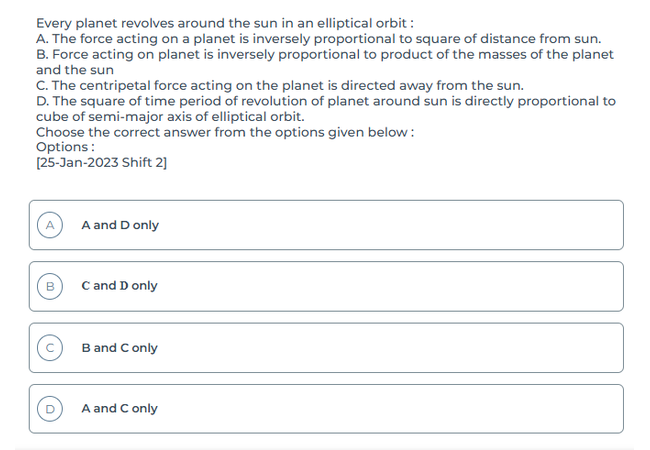 Every planet revolves around the sun in an elliptical orbit :
A. The force acting on a planet is inversely proportional to square of distance from sun.
B. Force acting on planet is inversely proportional to product of the masses of the planet
and the sun
C. The centripetal force acting on the planet is directed away from the sun.
D. The square of time period of revolution of planet around sun is directly proportional to
cube of semi-major axis of elliptical orbit.
Choose the correct answer from the options given below :
Options :
[25-Jan-2023 Shift 2]
A A and D only
B C and D only
C B and C only
D A and C only